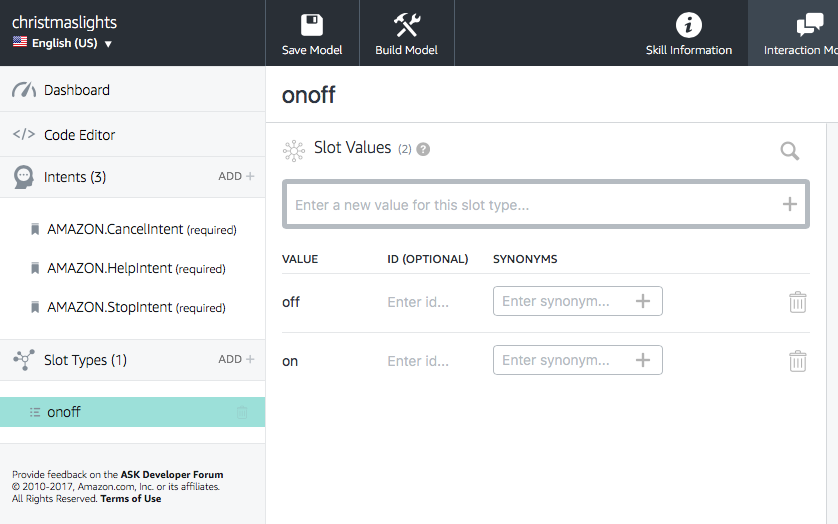 christmaslights
English (US) ▼
Save Model
Build Model
Skill Information
Interaction Mo
Dashboard
</> Code Editor
Intents (3)
ADD +
AMAZON.CancelIntent (required)
AMAZON.HelpIntent (required)
AMAZON.StopIntent (required)
Slot Types (1)
ADD +
onoff
Provide feedback on the ASK Developer Forum
© 2010-2017, Amazon.com, Inc. or its affiliates.
All Rights Reserved. Terms of Use
onoff
Slot Values (2) ?
Enter a new value for this slot type... +
VALUE ID (OPTIONAL) SYNONYMS
off Enter id... Enter synonym... +
on Enter id... Enter synonym... +